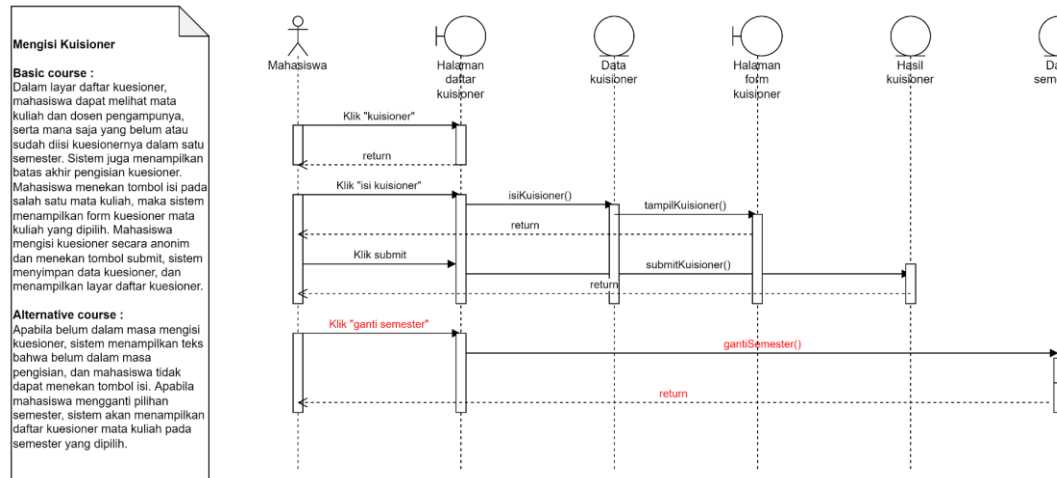 Mengisi Kuisioner
Basic course :
Dalam layar daftar kuesioner,
mahasiswa dapat melihat mata
kuliah dan dosen pengampunya,
serta mana saja yang belum atau
sudah diisi kuesionernya dalam satu
semester. Sistem juga menampilkan
batas akhir pengisian kuesioner.
Mahasiswa menekan tombol isi pada
salah satu mata kuliah, maka sistem
menampilkan form kuesioner mata
kuliah yang dipilih. Mahasiswa
mengisi kuesioner secara anonim
dan menekan tombol submit, sistem
menyimpan data kuesioner, dan
menampilkan layar daftar kuesioner.
Alternative course :
Apabila belum dalam masa mengisi
kuesioner, sistem menampilkan teks
bahwa belum dalam masa
pengisian, dan mahasiswa tidak
dapat menekan tombol isi. Apabila
mahasiswa mengganti pilihan
semester, sistem akan menampilkan
daftar kuesioner mata kuliah pada
semester yang dipilih.
Mahasiswa
Halaman
daftar
kuisioner
Data
kuisioner
Halaman
form
kuisioner
Hasil
kuisioner
Klik "kuisioner"
return
Klik "isi kuisioner"
isiKuisioner()
tampilKuisioner()
return
Klik submit
submitKuisioner()
return
Klik "ganti semester"
gantiSemester()
return